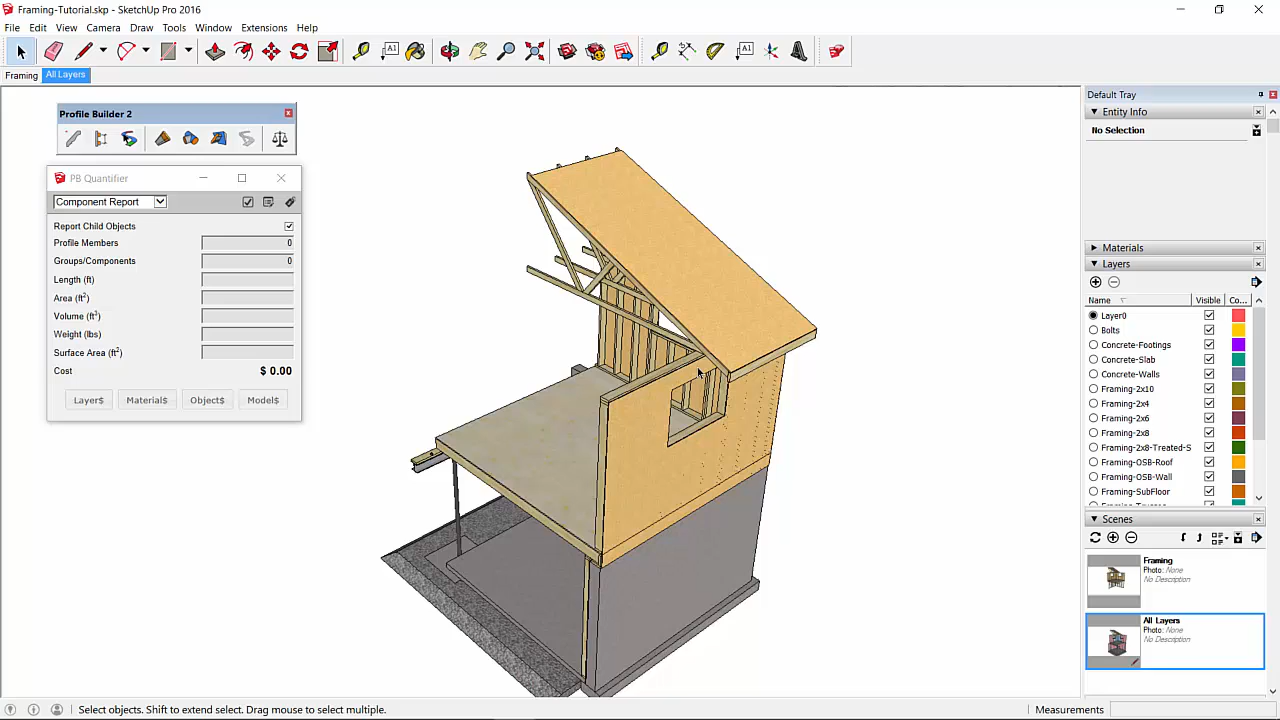 Framing-Tutorial.skp - SketchUp Pro 2016
File Edit View Camera Draw Tools Window Extensions Help
Framing All Layers
Profile Builder 2
PB Quantifier
Component Report
Report Child Objects
Profile Members 0
Groups/Components 0
Length (ft)
Area (ft²)
Volume (ft³)
Weight (lbs)
Surface Area (ft²)
Cost $ 0.00
Layer$ Material$ Object$ Model$
Default Tray
Entity Info
No Selection
Materials
Layers
Name Visible Co...
Layer0
Bolts
Concrete-Footings
Concrete-Slab
Concrete-Walls
Framing-2x10
Framing-2x4
Framing-2x6
Framing-2x8
Framing-2x8-Treated-S
Framing-OSB-Roof
Framing-OSB-Wall
Framing-SubFloor
Scenes
Framing
Photo: None
No Description
All Layers
Photo: None
No Description
Select objects. Shift to extend select. Drag mouse to select multiple.
Measurements